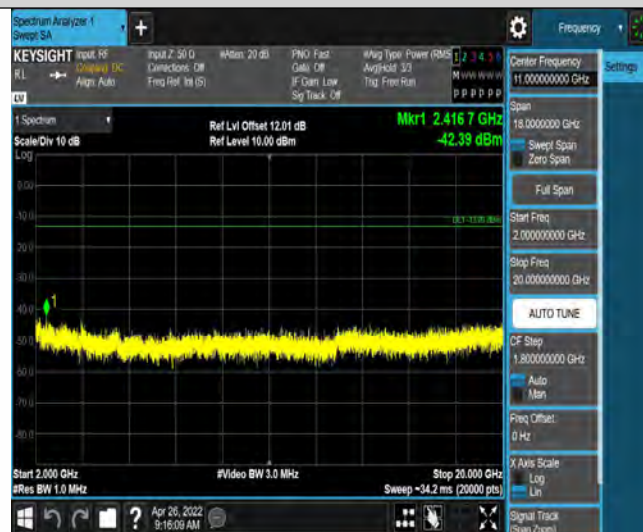 Spectrum Analyzer 1
Swept SA
+
Frequency
KEYSIGHT
Input: RF
Coupling: DC
Align: Auto
Input Z: 50 Ω
Corrections: Off
Freq Ref: Int (S)
#Atten: 20 dB
PNO: Fast
Gate: Off
IF Gain: Low
Sig Track: Off
#Avg Type: Power (RMS
Avg|Hold: 3/3
Trig: Free Run
1 2 3 4 5 6
M W W W W W
P P P P P P
RL
LXI
Center Frequency
11.000000000 GHz
Settings
1 Spectrum
Scale/Div 10 dB
Log
Ref Lvl Offset 12.01 dB
Ref Level 10.00 dBm
Mkr1 2.416 7 GHz
-42.39 dBm
Span
18.0000000 GHz
Swept Span
Zero Span
Full Span
Start Freq
2.000000000 GHz
Stop Freq
20.000000000 GHz
AUTO TUNE
CF Step
1.800000000 GHz
Auto
Man
Freq Offset
0 Hz
X Axis Scale
Log
Lin
Signal Track
(Span Zoom)
0.00
-10.0
-20.0
-30.0
-40.0
-50.0
-60.0
-70.0
-80.0
1
Start 2.000 GHz
#Res BW 1.0 MHz
#Video BW 3.0 MHz
Stop 20.000 GHz
Sweep ~34.2 ms (20000 pts)
?
Apr 26, 2022
9:16:09 AM